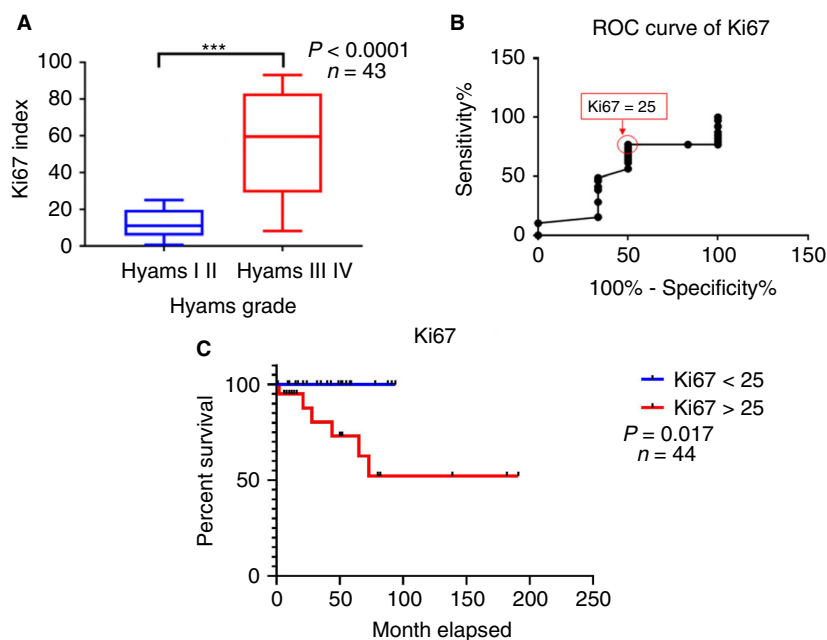 A
***
P < 0.0001
n = 43
100
80
60
40
20
0
Ki67 index
Hyams I II
Hyams III IV
Hyams grade
B
ROC curve of Ki67
150
100
50
0
Sensitivity%
Ki67 = 25
0
50
100
150
100% - Specificity%
C
Ki67
100
50
0
Percent survival
0
50
100
150
200
250
Month elapsed
Ki67 < 25
Ki67 > 25
P = 0.017
n = 44